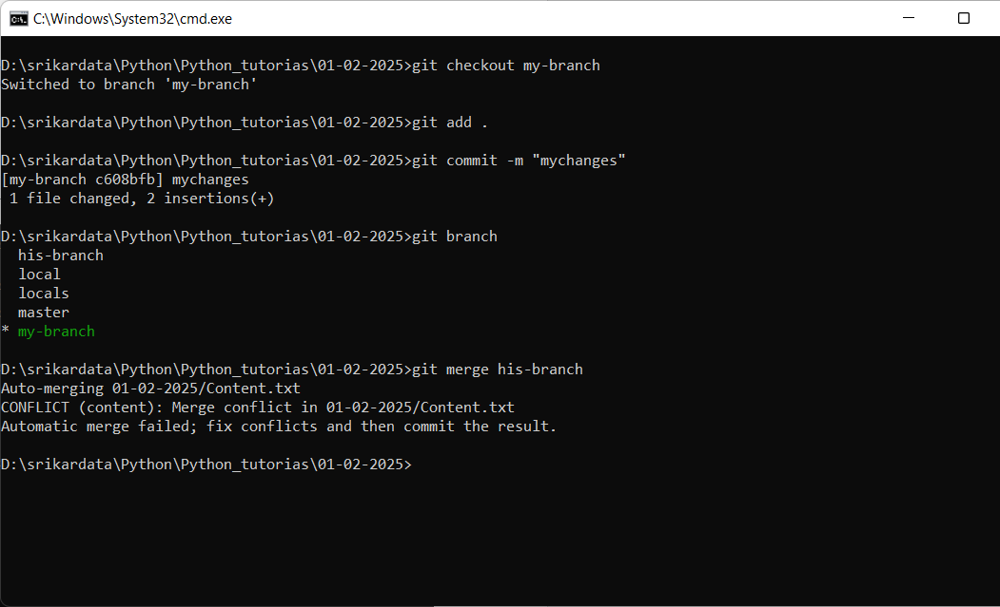 C:\Windows\System32\cmd.exe
D:\srikardata\Python\Python_tutorias\01-02-2025>git checkout my-branch
Switched to branch 'my-branch'
D:\srikardata\Python\Python_tutorias\01-02-2025>git add .
D:\srikardata\Python\Python_tutorias\01-02-2025>git commit -m "mychanges"
[my-branch c608bfb] mychanges
 1 file changed, 2 insertions(+)
D:\srikardata\Python\Python_tutorias\01-02-2025>git branch
  his-branch
  local
  locals
  master
* my-branch
D:\srikardata\Python\Python_tutorias\01-02-2025>git merge his-branch
Auto-merging 01-02-2025/Content.txt
CONFLICT (content): Merge conflict in 01-02-2025/Content.txt
Automatic merge failed; fix conflicts and then commit the result.
D:\srikardata\Python\Python_tutorias\01-02-2025>